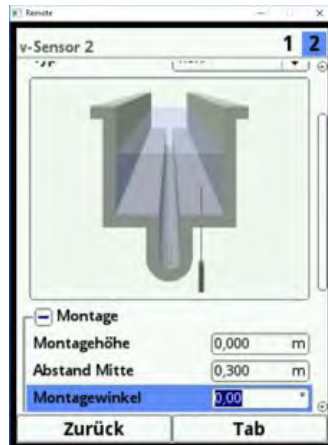 Remote
v-Sensor 2 1 2
Montage
Montagehöhe 0,000 m
Abstand Mitte 0,300 m
Montagewinkel 0,00 °
Zurück Tab